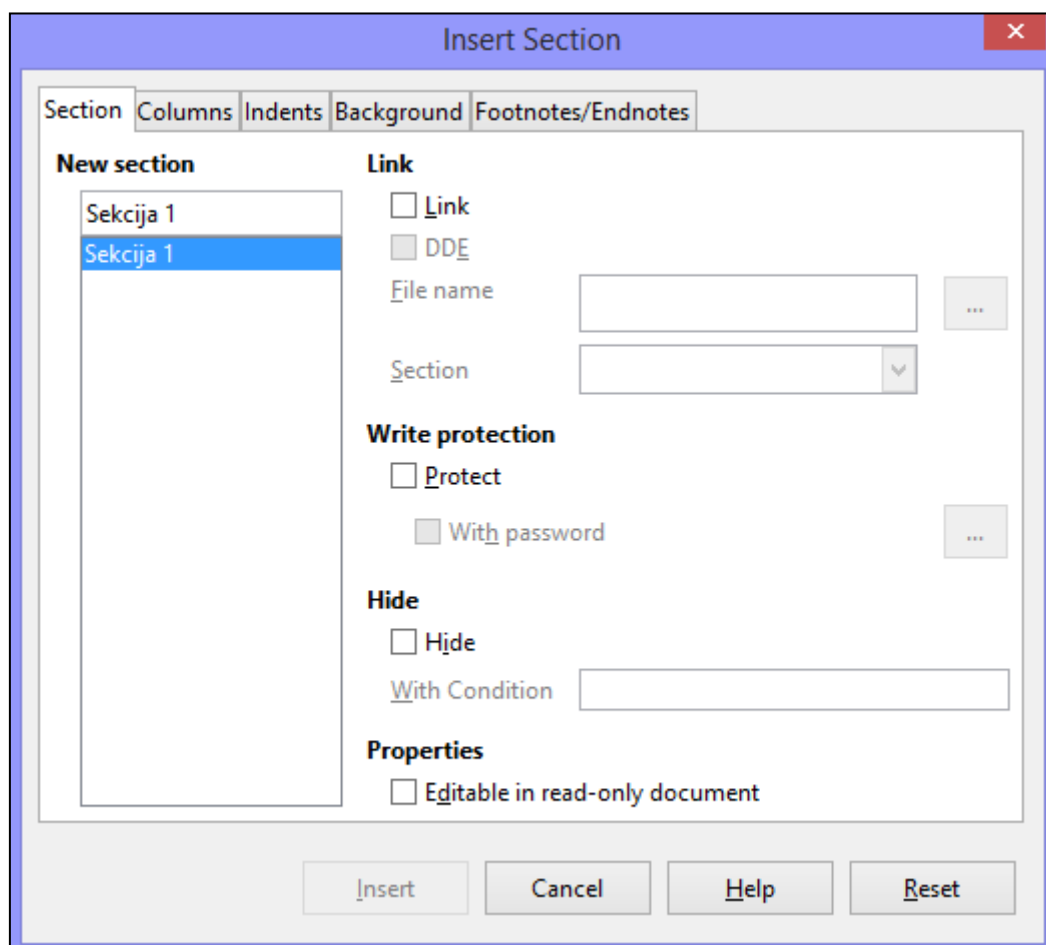 Insert Section
Section Columns Indents Background Footnotes/Endnotes
New section
Sekcija 1
Sekcija 1
Link
Link
DDE
File name
...
Section
Write protection
Protect
With password
...
Hide
Hide
With Condition
Properties
Editable in read-only document
Insert Cancel Help Reset